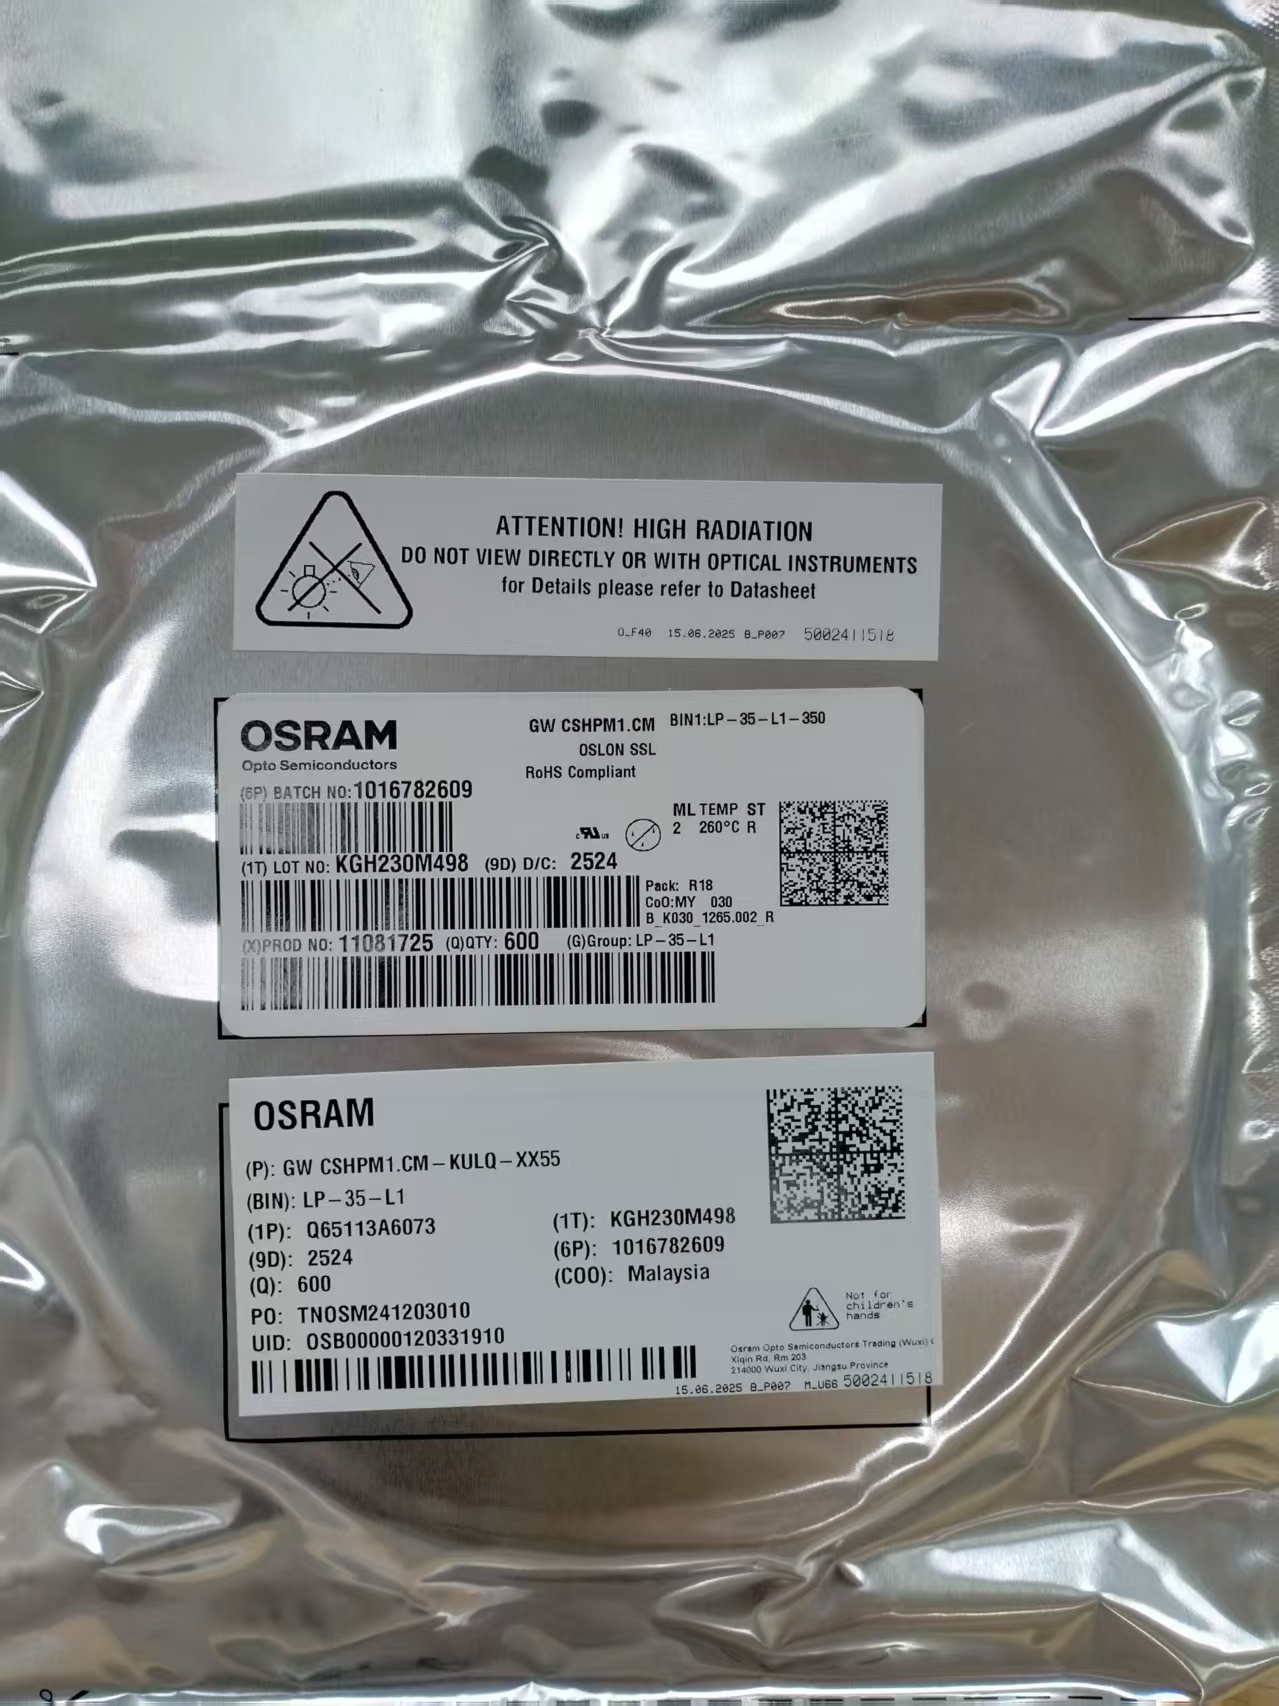 ATTENTION! HIGH RADIATION
DO NOT VIEW DIRECTLY OR WITH OPTICAL INSTRUMENTS
for Details please refer to Datasheet
O_F40 15.06.2025 B_P007 5002411518
OSRAM
Opto Semiconductors
GW CSHPM1.CM BIN1:LP-35-L1-350
OSLON SSL
RoHS Compliant
(6P) BATCH NO:1016782609
ML TEMP ST
2 260°C R
(1T) LOT NO: KGH230M498 (9D) D/C: 2524
Pack: R18
CoO:MY 030
B_K030_1265.002_R
(X)PROD NO: 11081725 (Q)QTY: 600 (G)Group: LP-35-L1
OSRAM
(P): GW CSHPM1.CM-KULQ-XX55
(BIN): LP-35-L1
(1P): Q65113A6073 (1T): KGH230M498
(9D): 2524 (6P): 1016782609
(Q): 600 (COO): Malaysia
PO: TNOSM241203010
UID: OSB00000120331910
Not for
children's
hands
Osram Opto Semiconductors Trading (Wuxi)
Xiqin Rd, Rm 203
214000 Wuxi City, Jiangsu Province
15.06.2025 B_P007 M_U66 5002411518